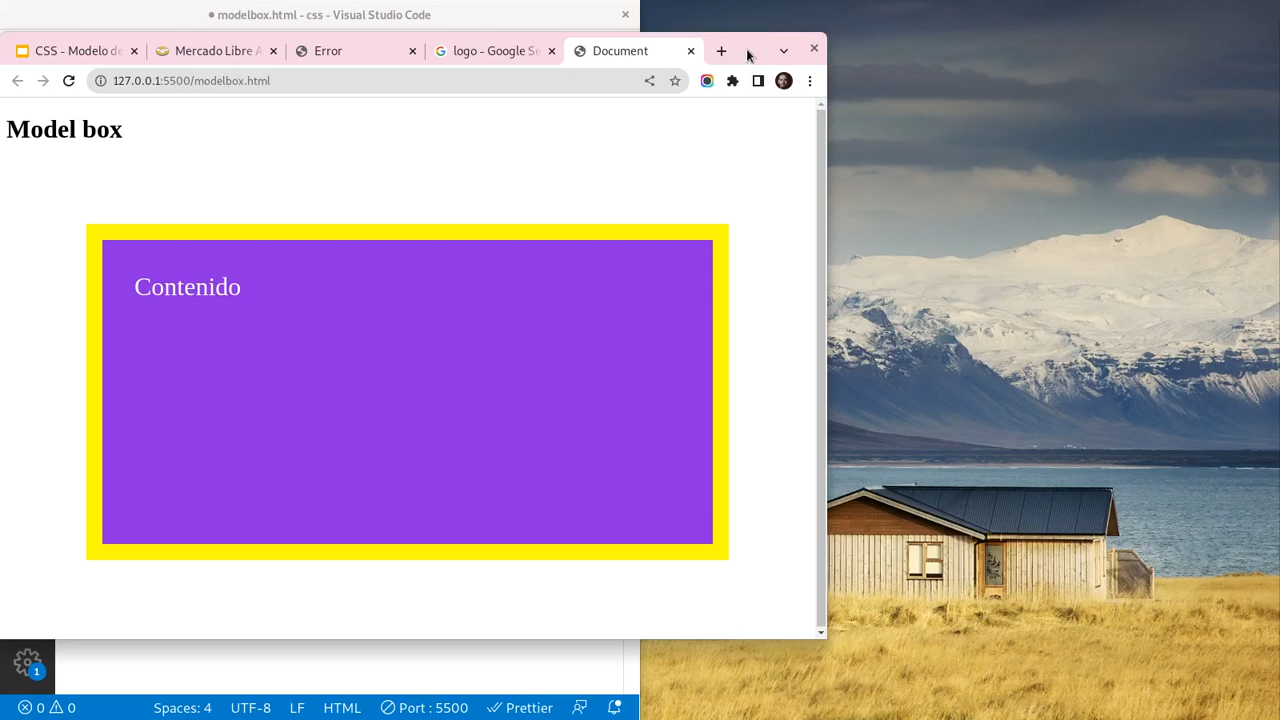 modelbox.html - css - Visual Studio Code
CSS - Modelo de
Mercado Libre A
Error
logo - Google Se
Document
127.0.0.1:5500/modelbox.html
Model box
Contenido
1
0 0
Spaces: 4
UTF-8
LF
HTML
Port : 5500
Prettier